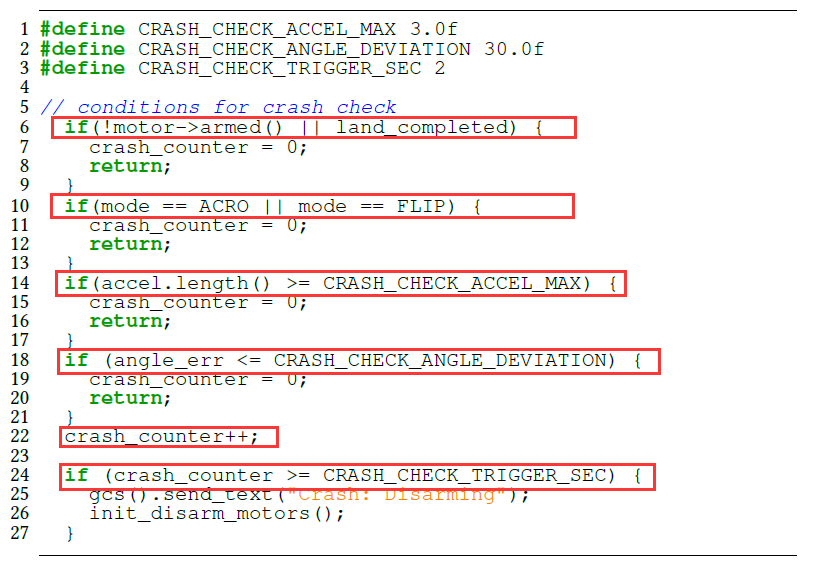 1 #define CRASH_CHECK_ACCEL_MAX 3.0f
2 #define CRASH_CHECK_ANGLE_DEVIATION 30.0f
3 #define CRASH_CHECK_TRIGGER_SEC 2
4
5 // conditions for crash check
6 if(!motor->armed() || land_completed) {
7 crash_counter = 0;
8 return;
9 }
10 if(mode == ACRO || mode == FLIP) {
11 crash_counter = 0;
12 return;
13 }
14 if(accel.length() >= CRASH_CHECK_ACCEL_MAX) {
15 crash_counter = 0;
16 return;
17 }
18 if (angle_err <= CRASH_CHECK_ANGLE_DEVIATION) {
19 crash_counter = 0;
20 return;
21 }
22 crash_counter++;
23
24 if (crash_counter >= CRASH_CHECK_TRIGGER_SEC) {
25 gcs().send_text("Crash: Disarming");
26 init_disarm_motors();
27 }